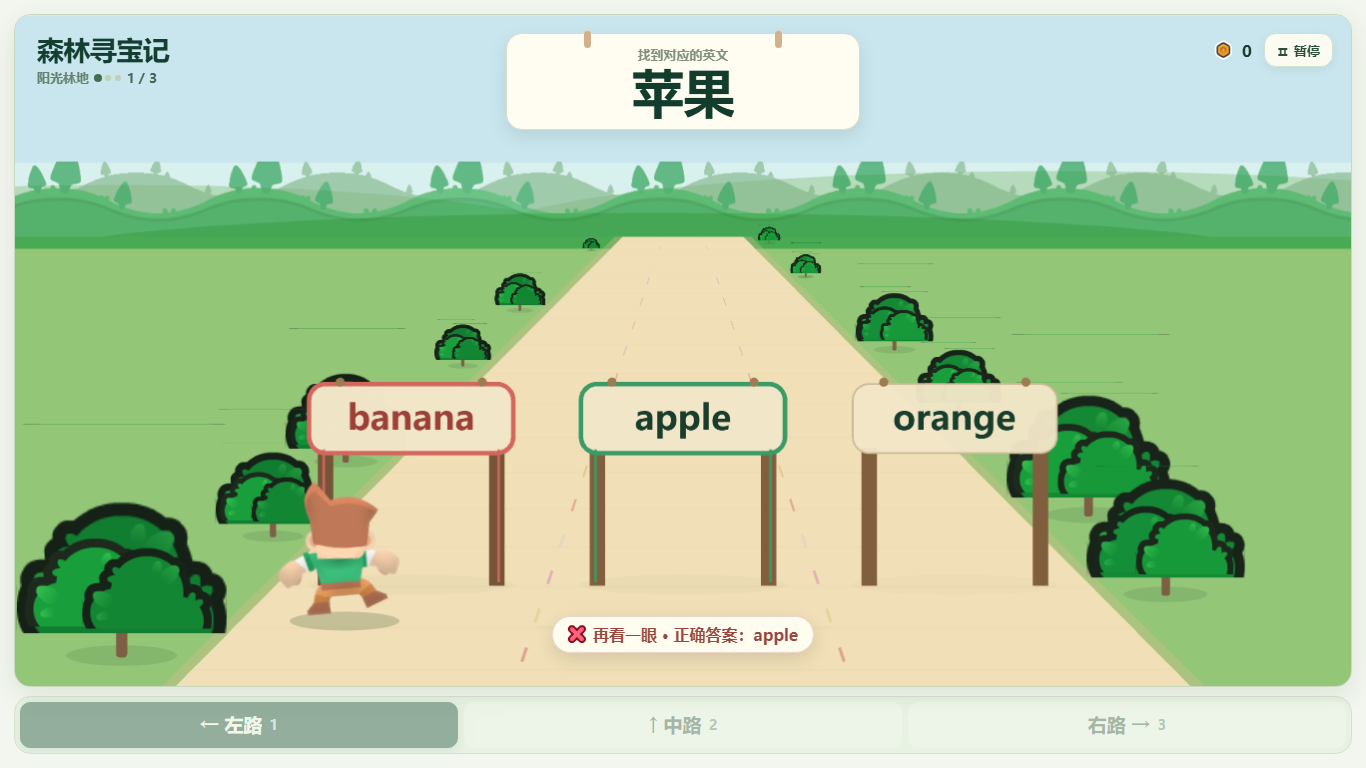 森林寻宝记
阳光林地 1 / 3
找到对应的英文
苹果
0
暂停
banana
apple
orange
再看一眼 • 正确答案：apple
← 左路 1
↑ 中路 2
右路 → 3